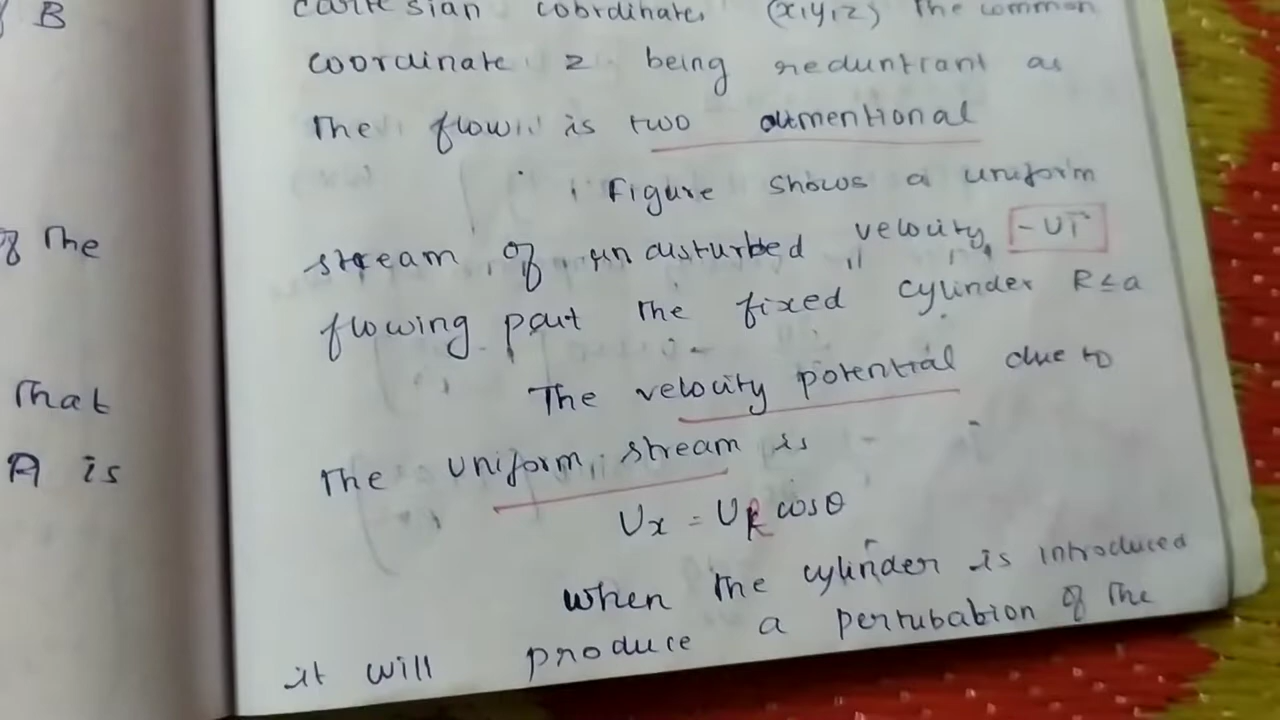 B
The
That
A is
cartesian coordinates (x,y,z) The common
coordinate z being reduntrant as
The flow is two dimentional
Figure shows a uniform
stream of undisturbed velocity -Ui
flowing past the fixed cylinder R≤a
The velocity potential due to
The uniform stream is
Ux = UR cosθ
When the cylinder is introduced
it will produce a pertubation of the